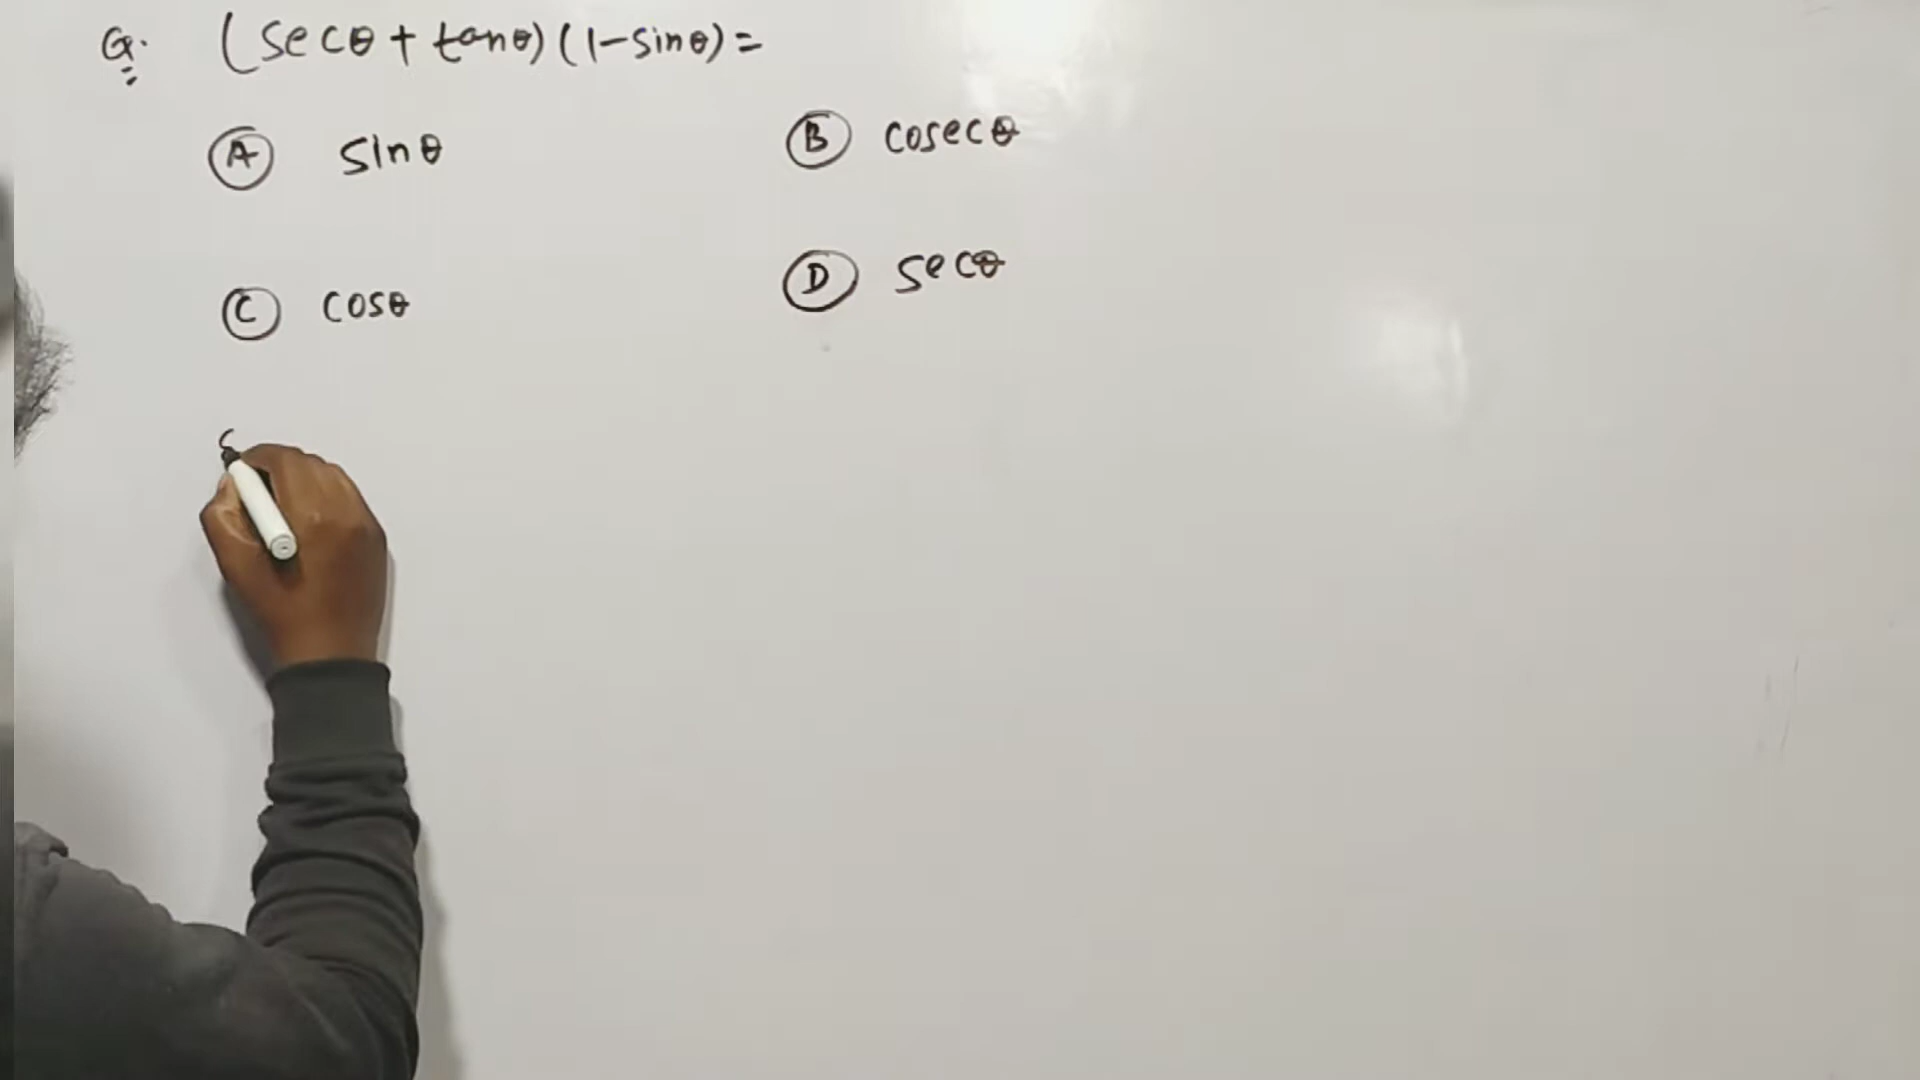 Q. (secθ + tanθ)(1-sinθ) =
A sinθ
B cosecθ
C cosθ
D secθ